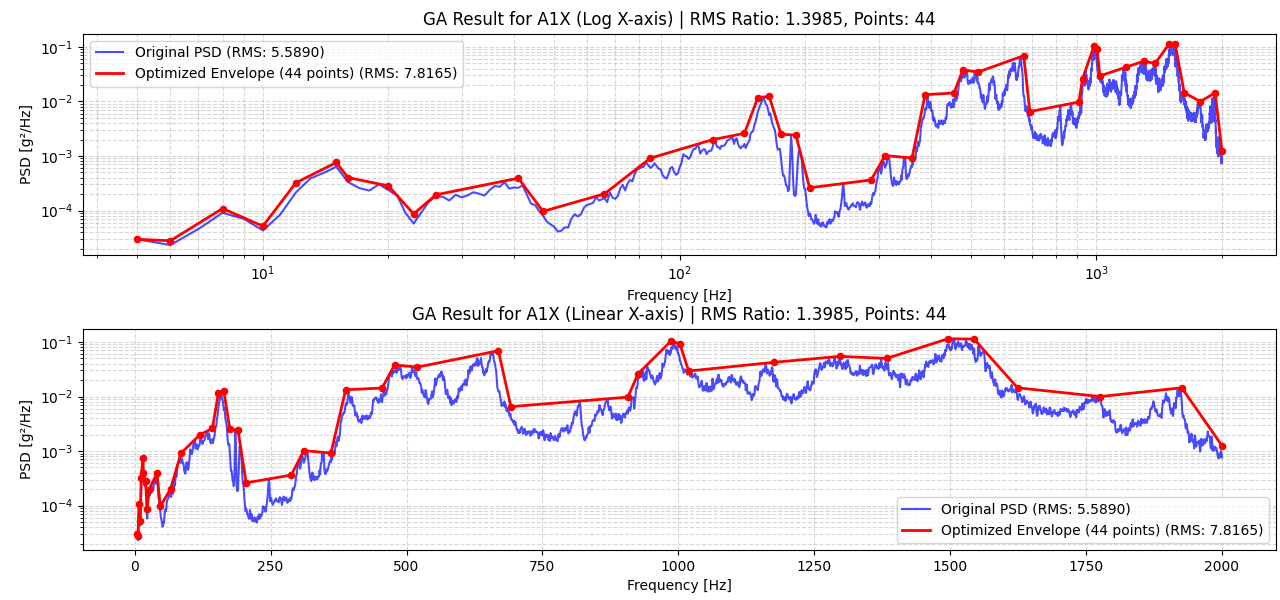 GA Result for A1X (Log X-axis) | RMS Ratio: 1.3985, Points: 44
PSD [g²/Hz]
10⁻¹
10⁻²
10⁻³
10⁻⁴
Original PSD (RMS: 5.5890)
Optimized Envelope (44 points) (RMS: 7.8165)
10¹ 10² 10³
Frequency [Hz]
GA Result for A1X (Linear X-axis) | RMS Ratio: 1.3985, Points: 44
PSD [g²/Hz]
10⁻¹
10⁻²
10⁻³
10⁻⁴
Original PSD (RMS: 5.5890)
Optimized Envelope (44 points) (RMS: 7.8165)
0 250 500 750 1000 1250 1500 1750 2000
Frequency [Hz]